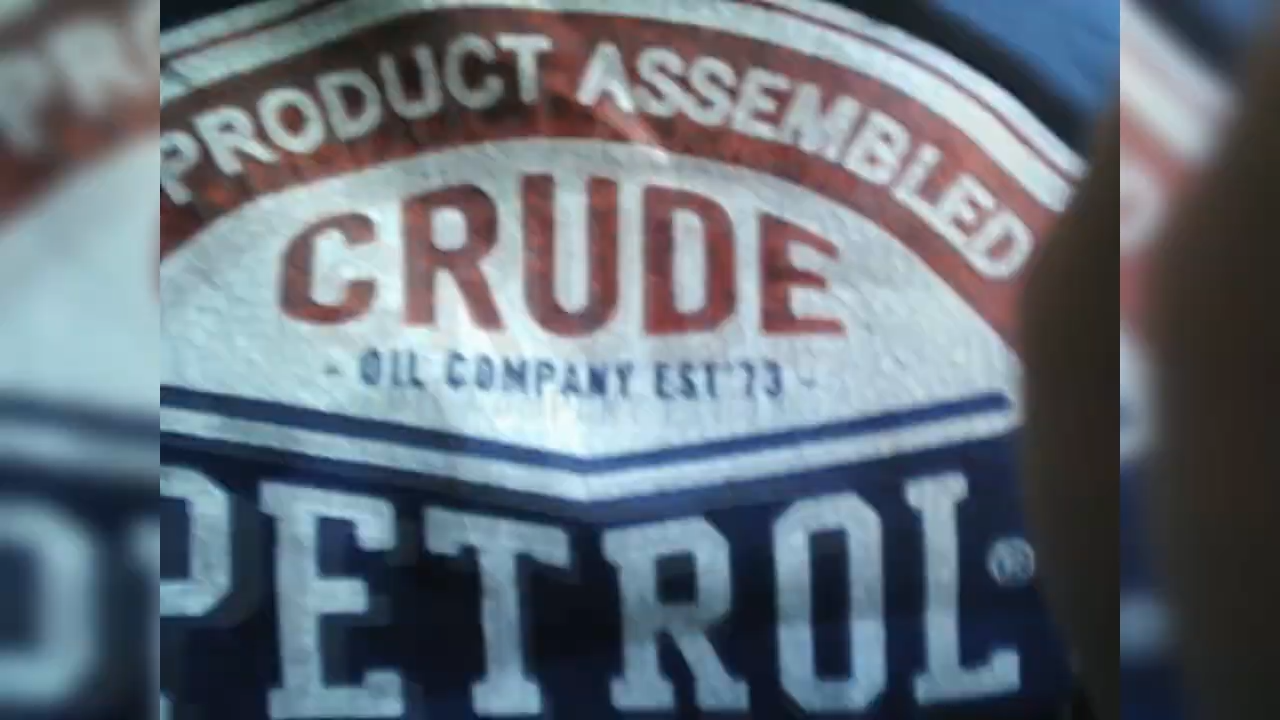 PRODUCT ASSEMBLED
CRUDE
- OIL COMPANY EST'73 -
PETROL®